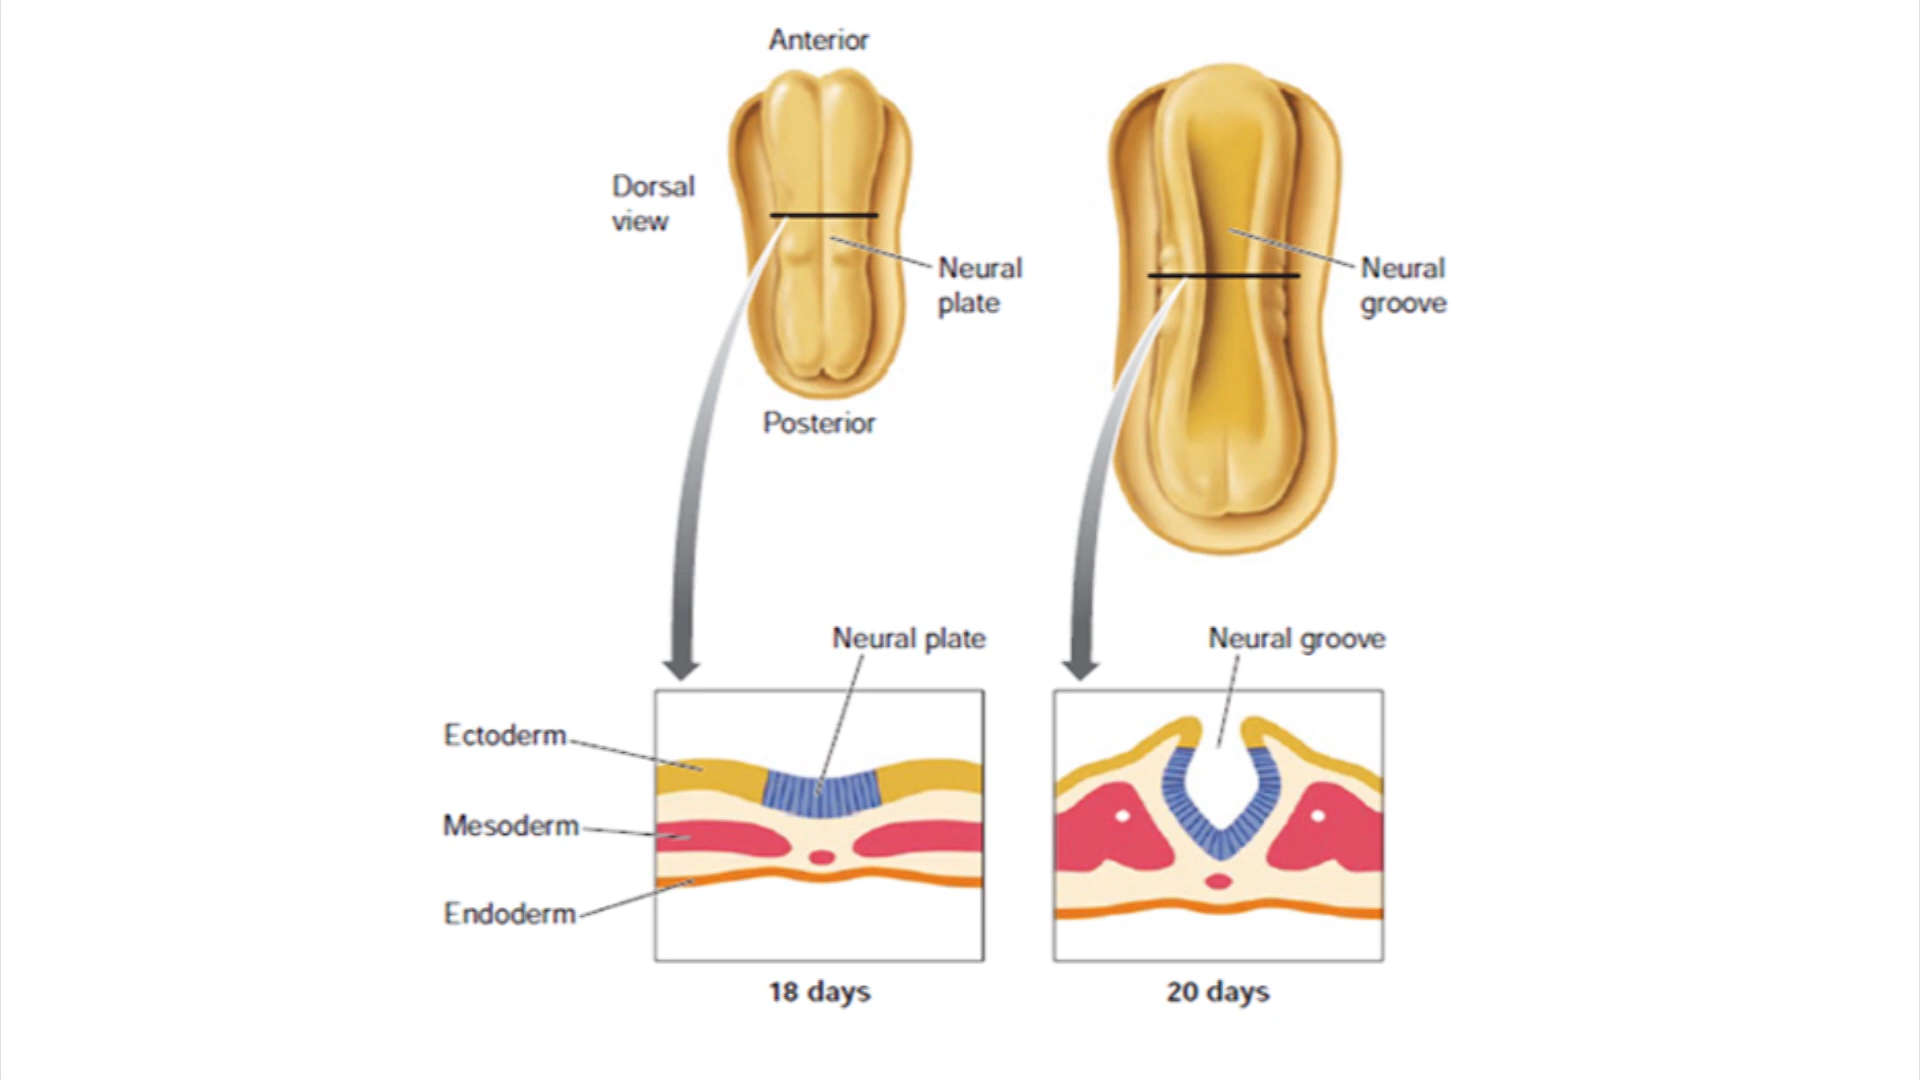 Anterior
Dorsal
view
Neural
plate
Neural
groove
Posterior
Neural plate
Neural groove
Ectoderm
Mesoderm
Endoderm
18 days
20 days